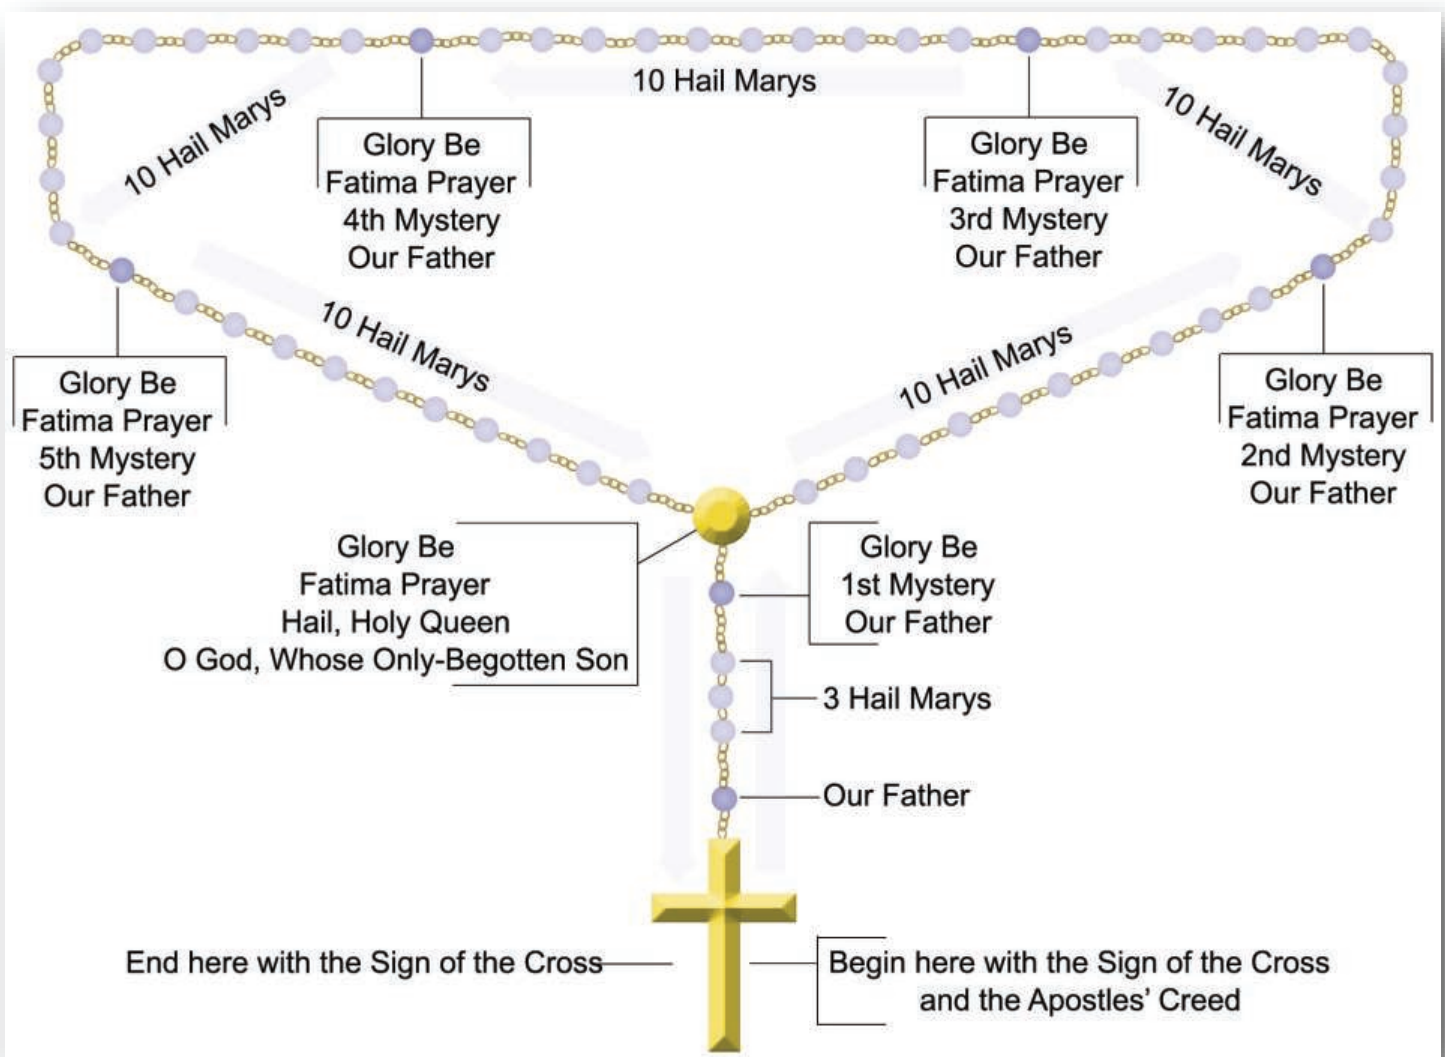 10 Hail Marys
10 Hail Marys
10 Hail Marys
Glory Be
Fatima Prayer
4th Mystery
Our Father
Glory Be
Fatima Prayer
3rd Mystery
Our Father
10 Hail Marys
10 Hail Marys
Glory Be
Fatima Prayer
5th Mystery
Our Father
Glory Be
Fatima Prayer
2nd Mystery
Our Father
Glory Be
Fatima Prayer
Hail, Holy Queen
O God, Whose Only-Begotten Son
Glory Be
1st Mystery
Our Father
3 Hail Marys
Our Father
End here with the Sign of the Cross
Begin here with the Sign of the Cross
and the Apostles’ Creed